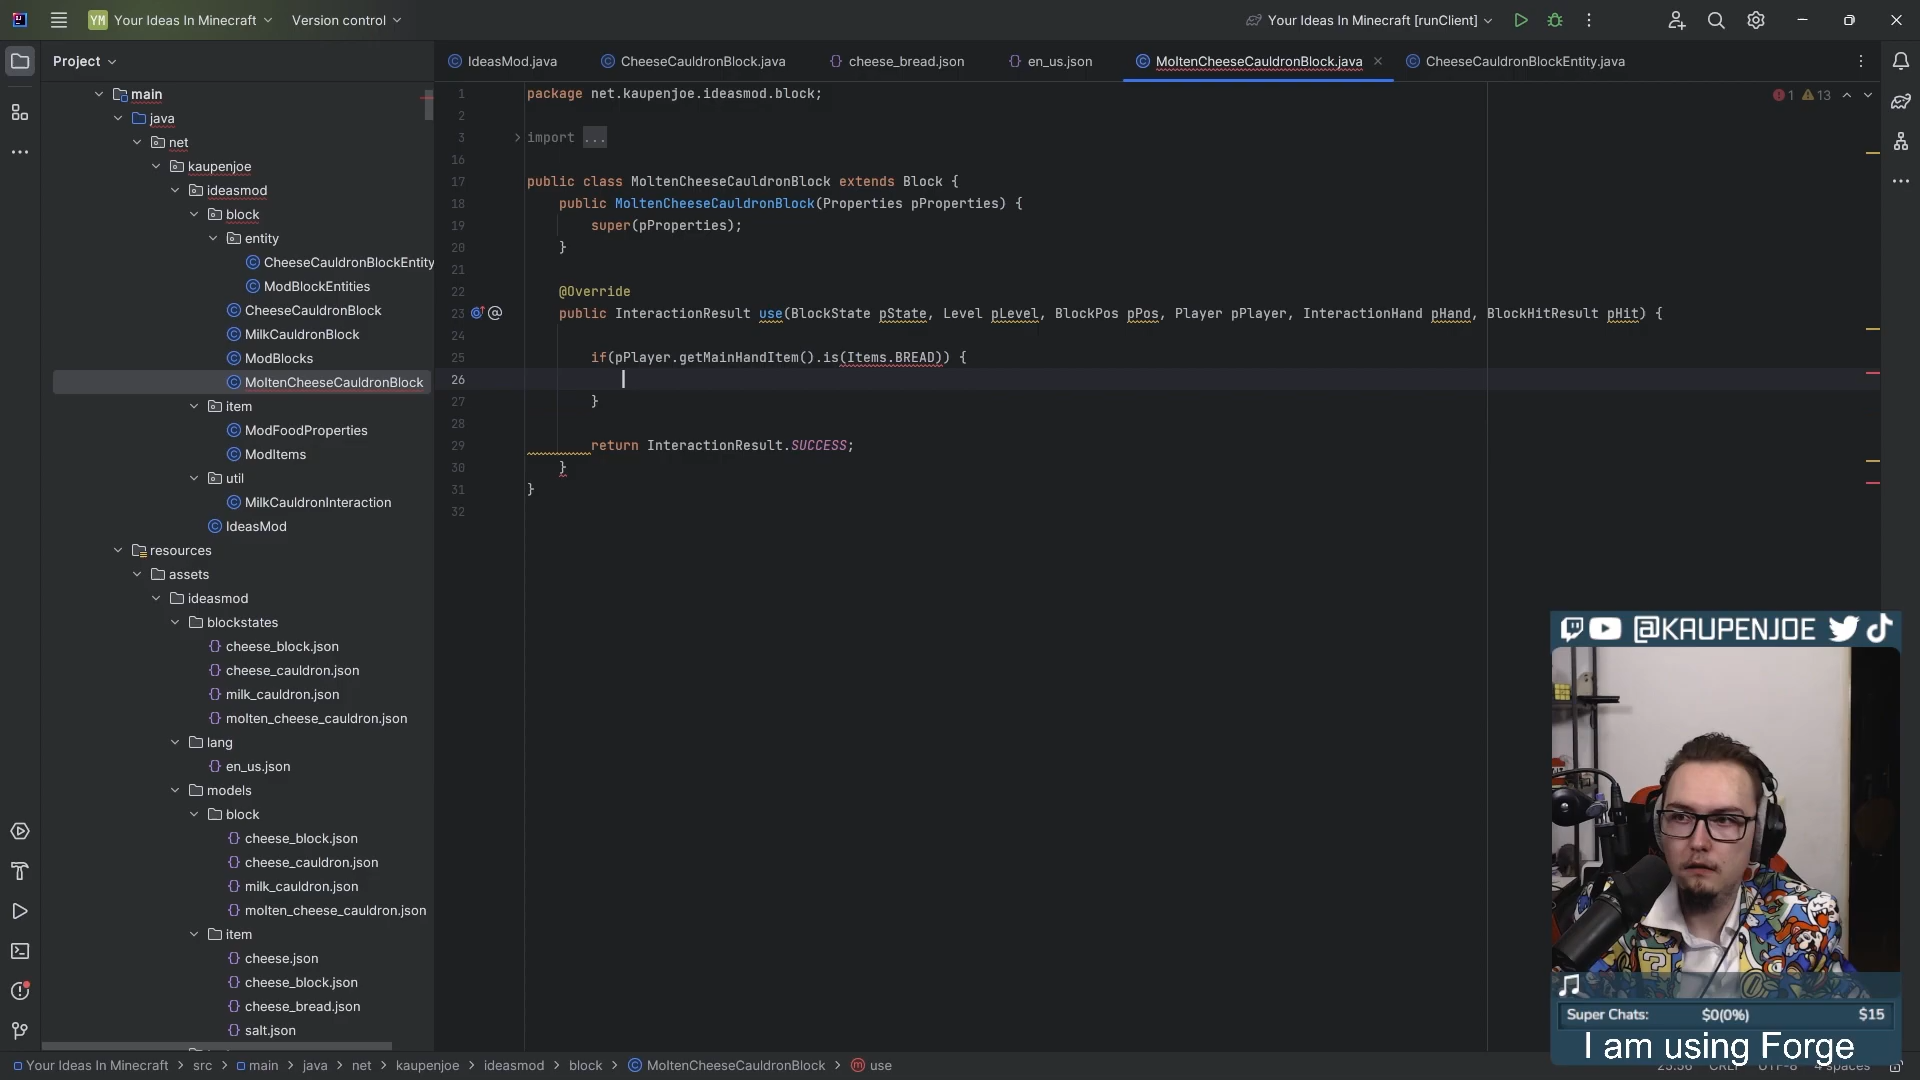 YM Your Ideas In Minecraft Version control Your Ideas In Minecraft [runClient]
Project
IdeasMod.java CheeseCauldronBlock.java cheese_bread.json en_us.json MoltenCheeseCauldronBlock.java CheeseCauldronBlockEntity.java
main
java
net
kaupenjoe
ideasmod
block
entity
CheeseCauldronBlockEntity
ModBlockEntities
CheeseCauldronBlock
MilkCauldronBlock
ModBlocks
MoltenCheeseCauldronBlock
item
ModFoodProperties
ModItems
util
MilkCauldronInteraction
IdeasMod
resources
assets
ideasmod
blockstates
cheese_block.json
cheese_cauldron.json
milk_cauldron.json
molten_cheese_cauldron.json
lang
en_us.json
models
block
cheese_block.json
cheese_cauldron.json
milk_cauldron.json
molten_cheese_cauldron.json
item
cheese.json
cheese_block.json
cheese_bread.json
salt.json
1 package net.kaupenjoe.ideasmod.block;
1 13
2
3 import ...
16
17 public class MoltenCheeseCauldronBlock extends Block {
18 public MoltenCheeseCauldronBlock(Properties pProperties) {
19 super(pProperties);
20 }
21
22 @Override
23 public InteractionResult use(BlockState pState, Level pLevel, BlockPos pPos, Player pPlayer, InteractionHand pHand, BlockHitResult pHit) {
24
25 if(pPlayer.getMainHandItem().is(Items.BREAD)) {
26
27 }
28
29 return InteractionResult.SUCCESS;
30 }
31 }
32
@KAUPENJOE
Super Chats: $0(0%) $15
I am using Forge
Your Ideas In Minecraft > src > main > java > net > kaupenjoe > ideasmod > block > MoltenCheeseCauldronBlock > use